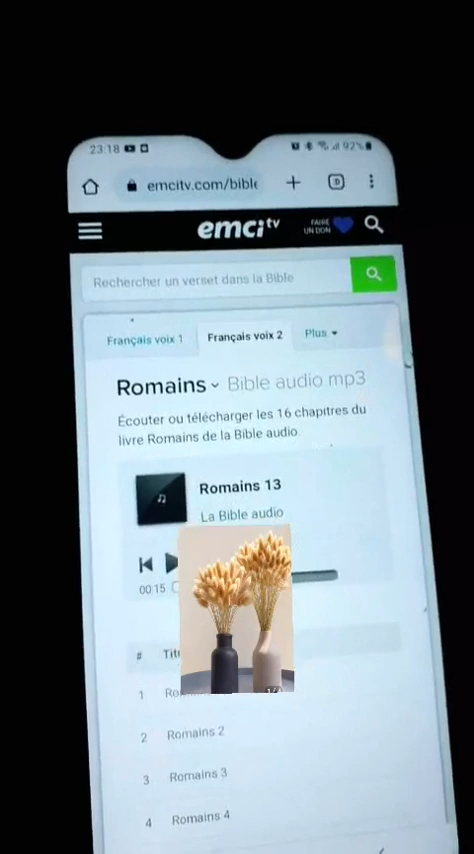 23:18
92%
emcitv.com/bible
emci tv
FAIRE
UN DON
Rechercher un verset dans la Bible
Français voix 1 Français voix 2 Plus
Romains Bible audio mp3
Écouter ou télécharger les 16 chapitres du
livre Romains de la Bible audio
Romains 13
La Bible audio
00:15
#
1
2 Romains 2
3 Romains 3
4 Romains 4